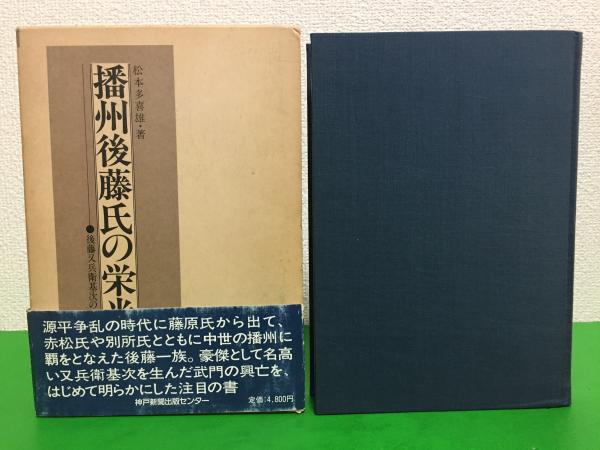 松本多喜雄・著
播州後藤氏の栄光
●後藤又兵衛基次の
源平争乱の時代に藤原氏から出て、
赤松氏や別所氏とともに中世の播州に
覇をとなえた後藤一族。豪傑として名高
い又兵衛基次を生んだ武門の興亡を、
はじめて明らかにした注目の書
神戸新聞出版センター
定価:4,800円